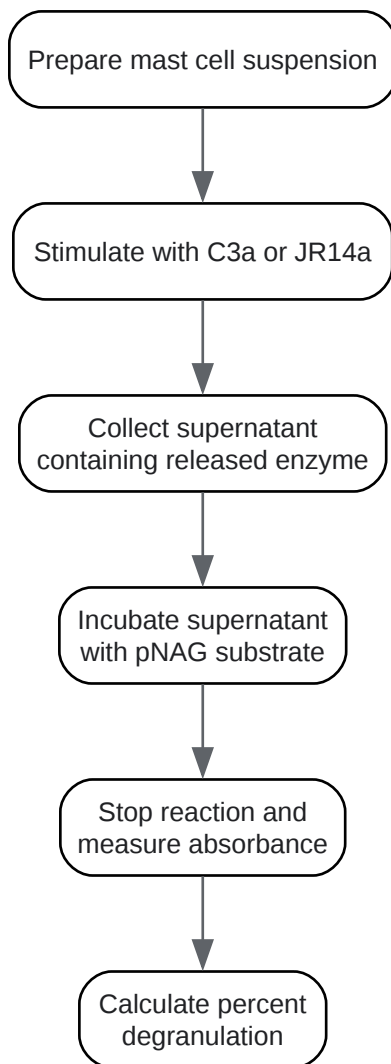 Prepare mast cell suspension
Stimulate with C3a or JR14a
Collect supernatant
containing released enzyme
Incubate supernatant
with pNAG substrate
Stop reaction and
measure absorbance
Calculate percent
degranulation